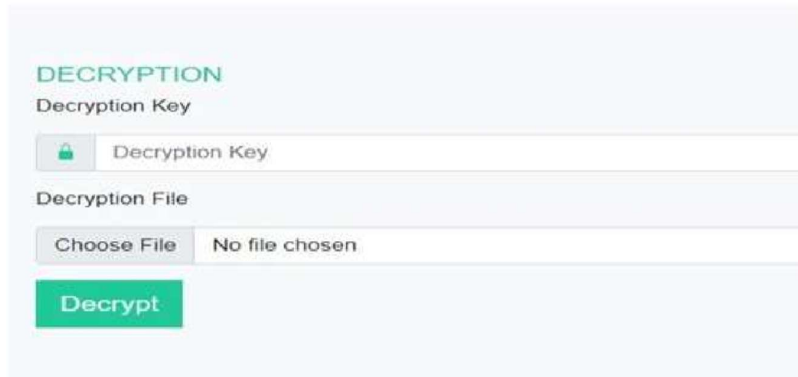 DECRYPTION
Decryption Key
Decryption Key
Decryption File
Choose File No file chosen
Decrypt